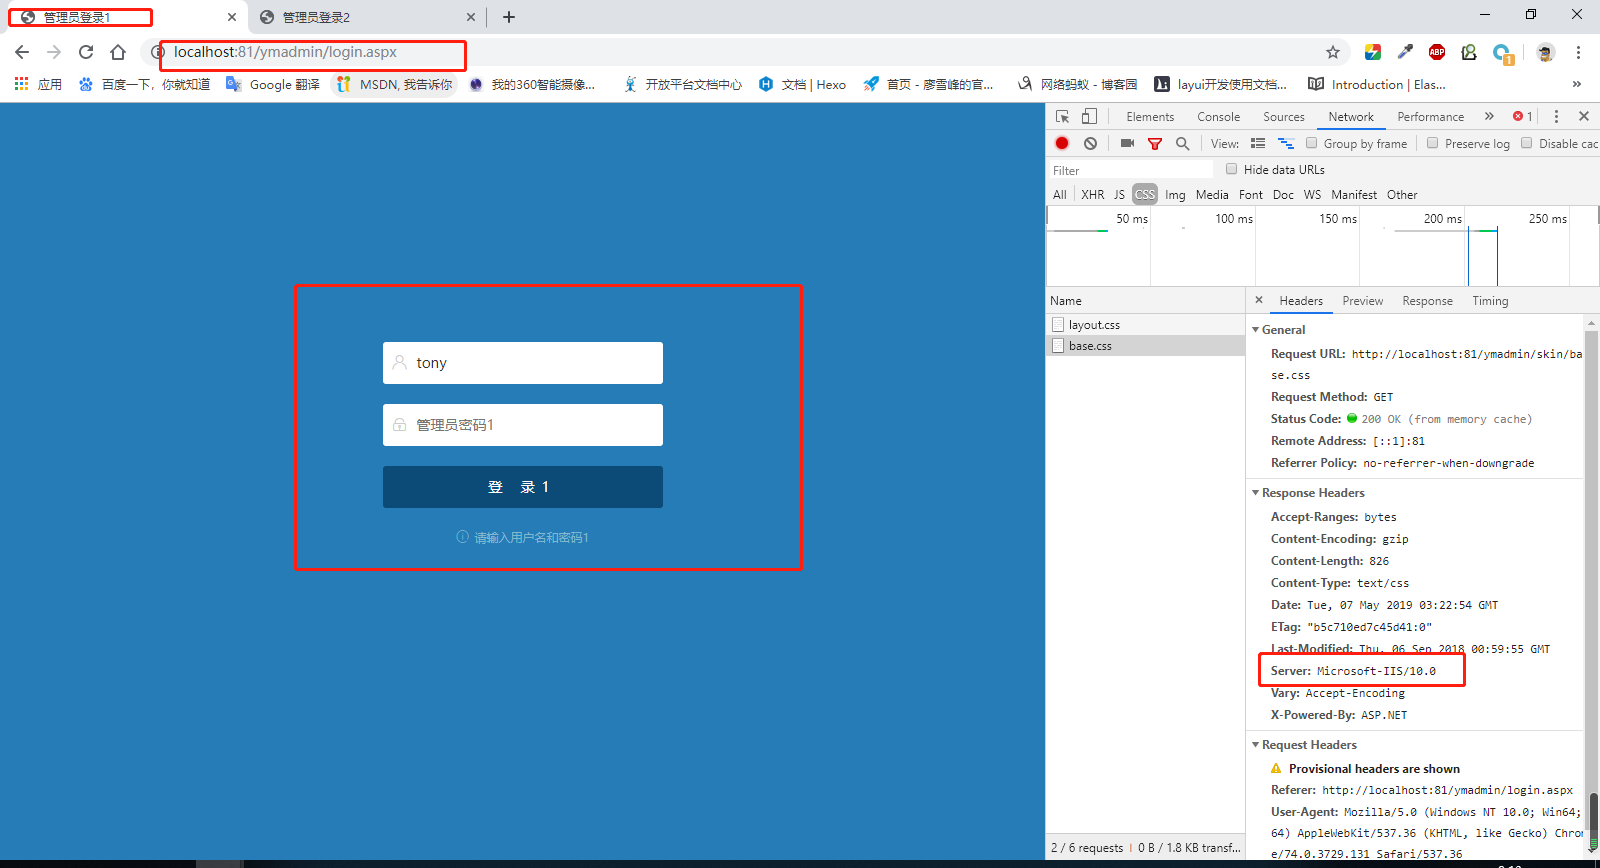 管理员登录1
管理员登录2
localhost:81/ymadmin/login.aspx
ABP
1
应用
百度一下，你就知道
Google 翻译
MSDN, 我告诉你
我的360智能摄像...
开放平台文档中心
文档 | Hexo
首页 - 廖雪峰的官...
网络蚂蚁 - 博客园
layui开发使用文档...
Introduction | Elas...
Elements
Console
Sources
Network
Performance
1
View:
Group by frame
Preserve log
Disable cac
Filter
Hide data URLs
All
XHR
JS
CSS
Img
Media
Font
Doc
WS
Manifest
Other
50 ms
100 ms
150 ms
200 ms
250 ms
Name
layout.css
base.css
Headers
Preview
Response
Timing
General
Request URL: http://localhost:81/ymadmin/skin/ba
se.css
Request Method: GET
Status Code: 200 OK (from memory cache)
Remote Address: [::1]:81
Referrer Policy: no-referrer-when-downgrade
Response Headers
Accept-Ranges: bytes
Content-Encoding: gzip
Content-Length: 826
Content-Type: text/css
Date: Tue, 07 May 2019 03:22:54 GMT
ETag: "b5c710ed7c45d41:0"
Last-Modified: Thu, 06 Sep 2018 00:59:55 GMT
Server: Microsoft-IIS/10.0
Vary: Accept-Encoding
X-Powered-By: ASP.NET
Request Headers
Provisional headers are shown
Referer: http://localhost:81/ymadmin/login.aspx
User-Agent: Mozilla/5.0 (Windows NT 10.0; Win64;
64) AppleWebKit/537.36 (KHTML, like Gecko) Chrom
e/74.0.3729.131 Safari/537.36
2 / 6 requests
0 B / 1.8 KB transf...
tony
管理员密码1
登 录 1
请输入用户名和密码1